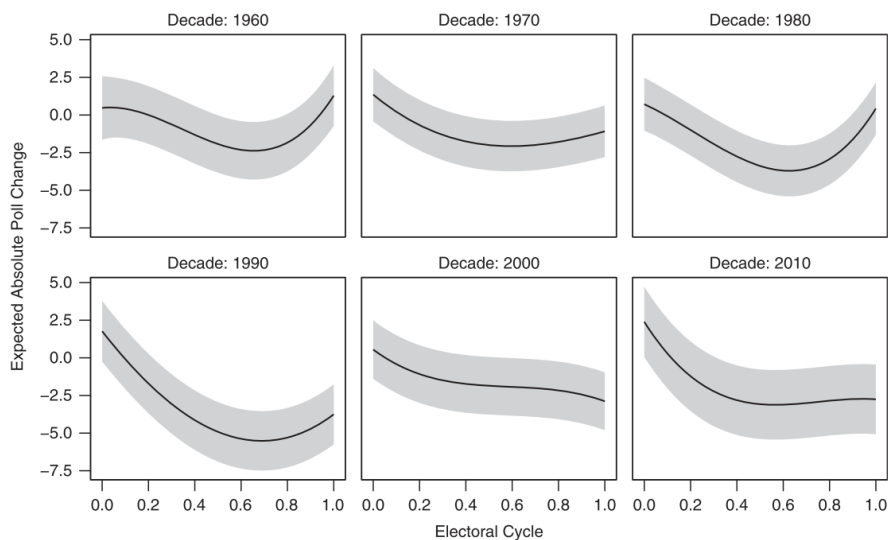 Decade: 1960
Decade: 1970
Decade: 1980
5.0
2.5
0.0
−2.5
−5.0
−7.5
Expected Absolute Poll Change
Decade: 1990
Decade: 2000
Decade: 2010
5.0
2.5
0.0
−2.5
−5.0
−7.5
0.0 0.2 0.4 0.6 0.8 1.0
0.0 0.2 0.4 0.6 0.8 1.0
0.0 0.2 0.4 0.6 0.8 1.0
Electoral Cycle